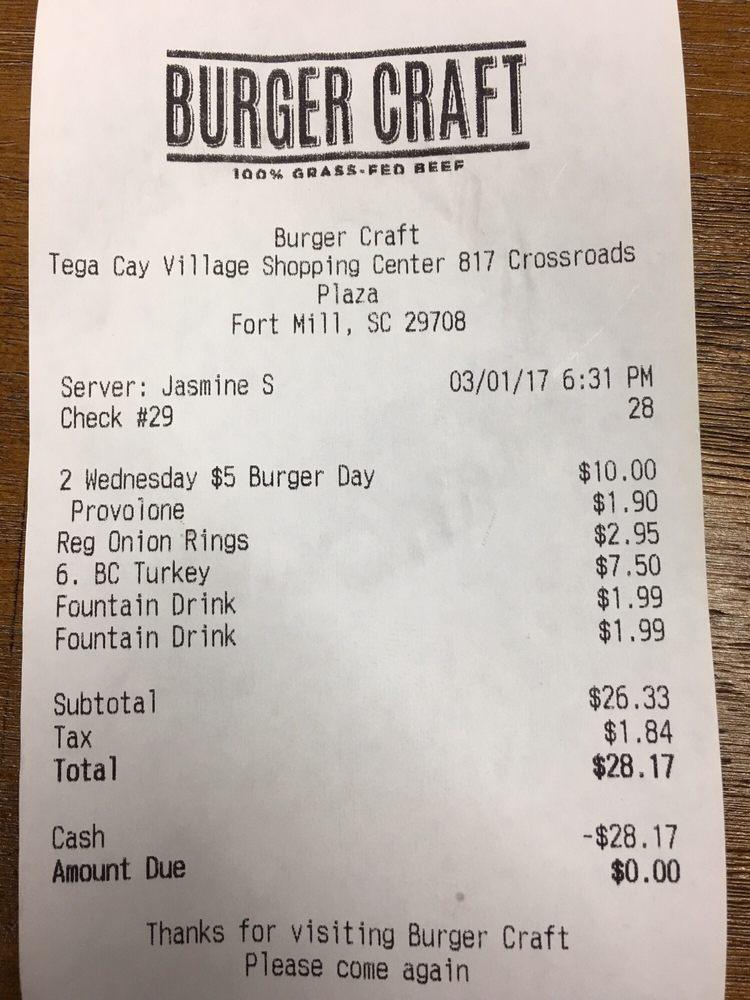 BURGER CRAFT
100% GRASS-FED BEEF
Burger Craft
Tega Cay Village Shopping Center 817 Crossroads
Plaza
Fort Mill, SC 29708
Server: Jasmine S 03/01/17 6:31 PM
Check #29 28
2 Wednesday $5 Burger Day $10.00
Provolone $1.90
Reg Onion Rings $2.95
6. BC Turkey $7.50
Fountain Drink $1.99
Fountain Drink $1.99
Subtotal $26.33
Tax $1.84
Total $28.17
Cash -$28.17
Amount Due $0.00
Thanks for visiting Burger Craft
Please come again